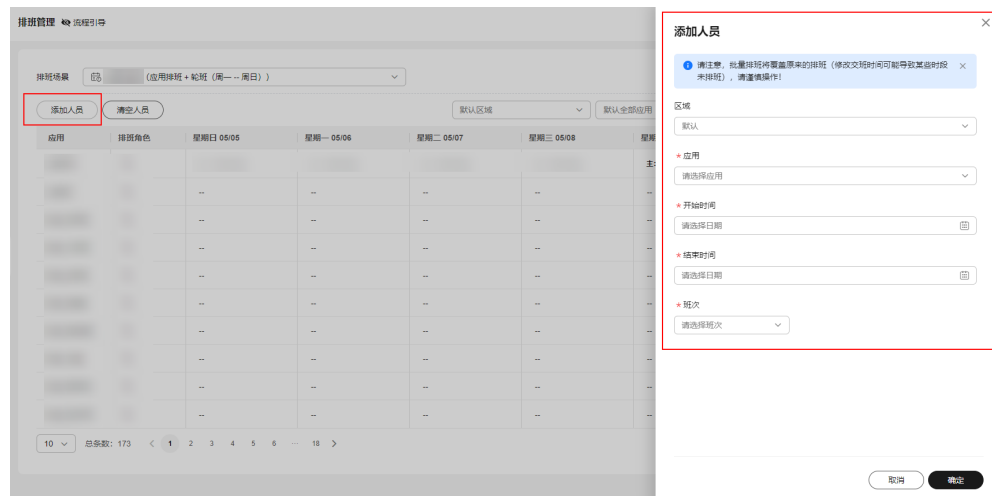 排班管理 流程引导
排班场景 (应用排班 + 轮班（周一 -- 周日）)
添加人员 清空人员 默认区域 默认全部应用
应用 排班角色 星期日 05/05 星期一 05/06 星期二 05/07 星期三 05/08
主:
-- -- -- -- --
-- -- -- -- --
-- -- -- -- --
-- -- -- -- --
-- -- -- -- --
-- -- -- -- --
-- -- -- -- --
-- -- -- -- --
-- -- -- -- --
10 总条数: 173 < 1 2 3 4 5 6 ... 18 >
添加人员
请注意，批量排班将覆盖原来的排班（修改交班时间可能导致某些时段
未排班），请谨慎操作！
区域
默认
* 应用
请选择应用
* 开始时间
请选择日期
* 结束时间
请选择日期
* 班次
请选择班次
取消 确定